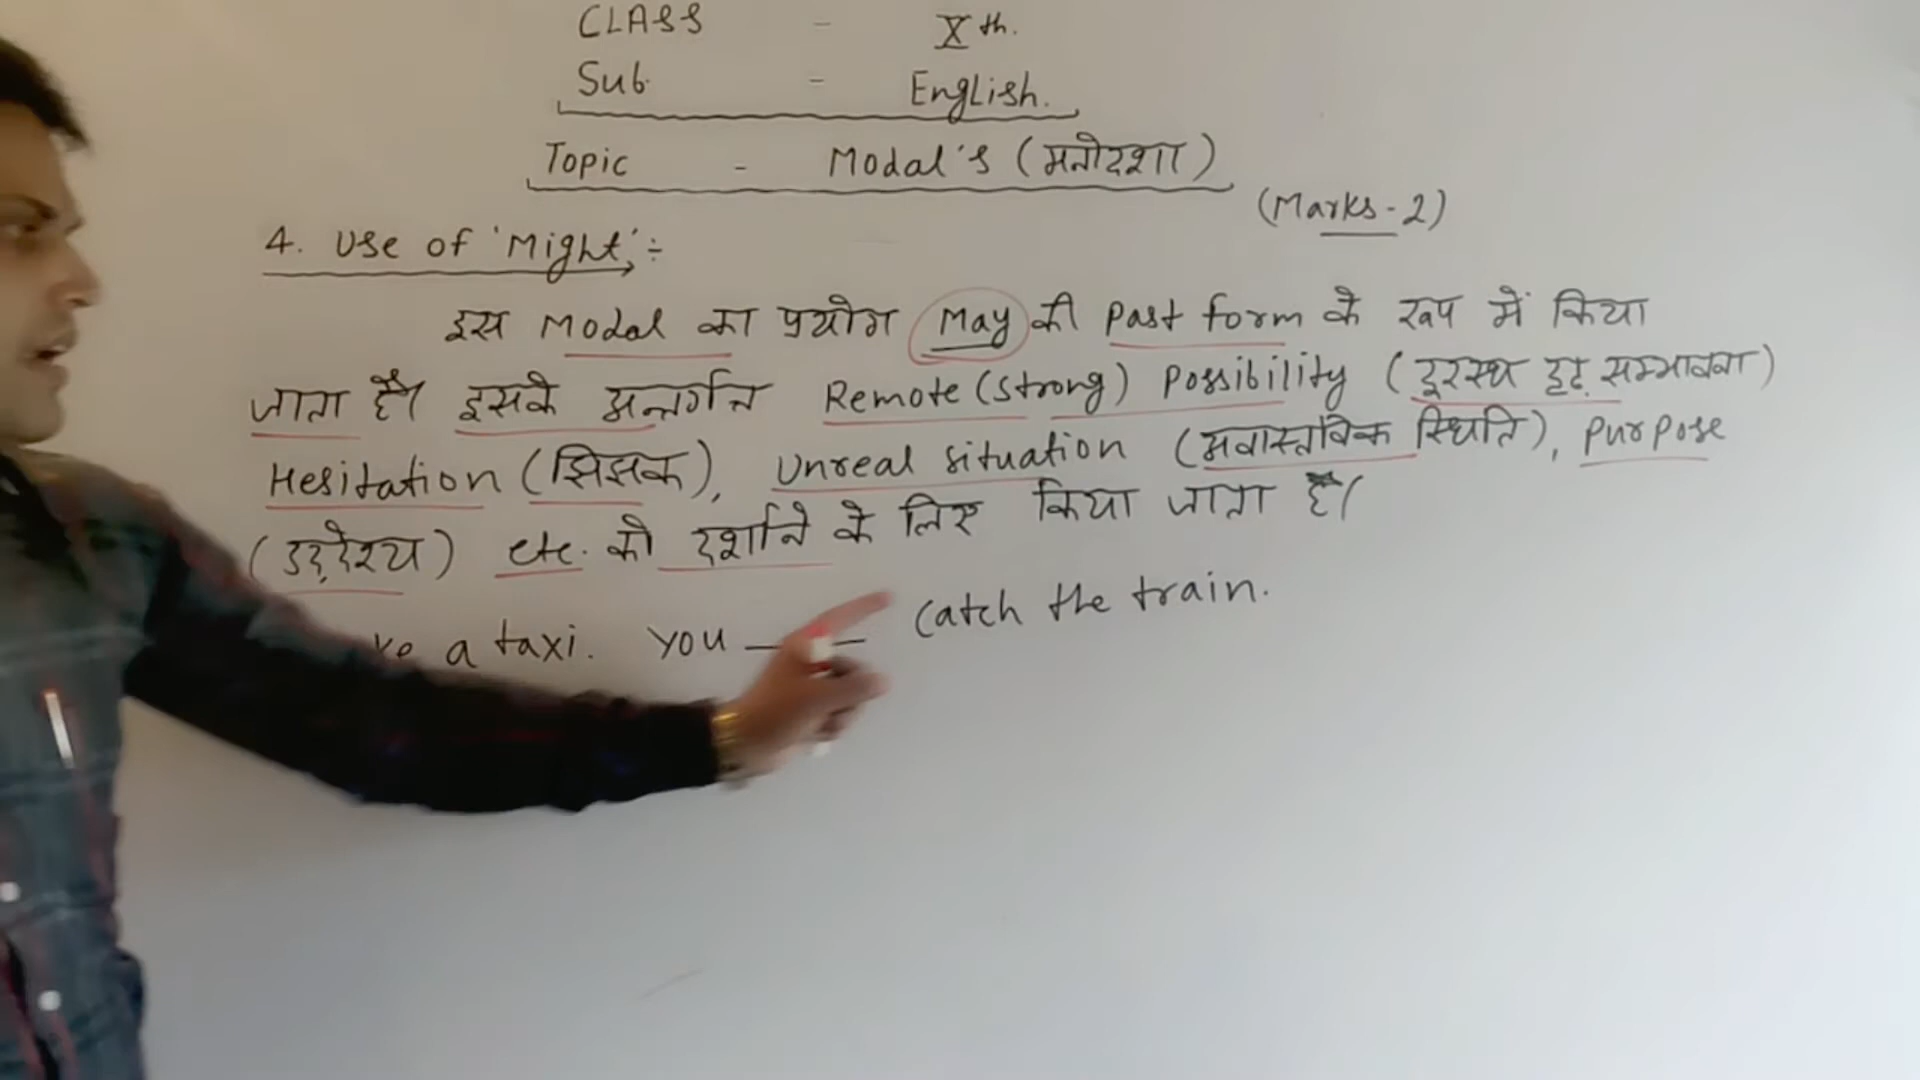 CLASS - Xth.
Sub. - English.
Topic - Modal's (मनोदशा)
(Marks-2)
4. Use of 'Might' ÷
इस Modal का प्रयोग May की Past form के रूप में किया
जाता है। इसके अन्तर्गत Remote (strong) Possibility (दूरस्थ दृढ़ सम्भावना)
Hesitation (झिझक), Unreal situation (अवास्तविक स्थिति), Purpose
(उद्देश्य) etc. को दर्शाने के लिए किया जाता है।
a taxi. You ___ catch the train.